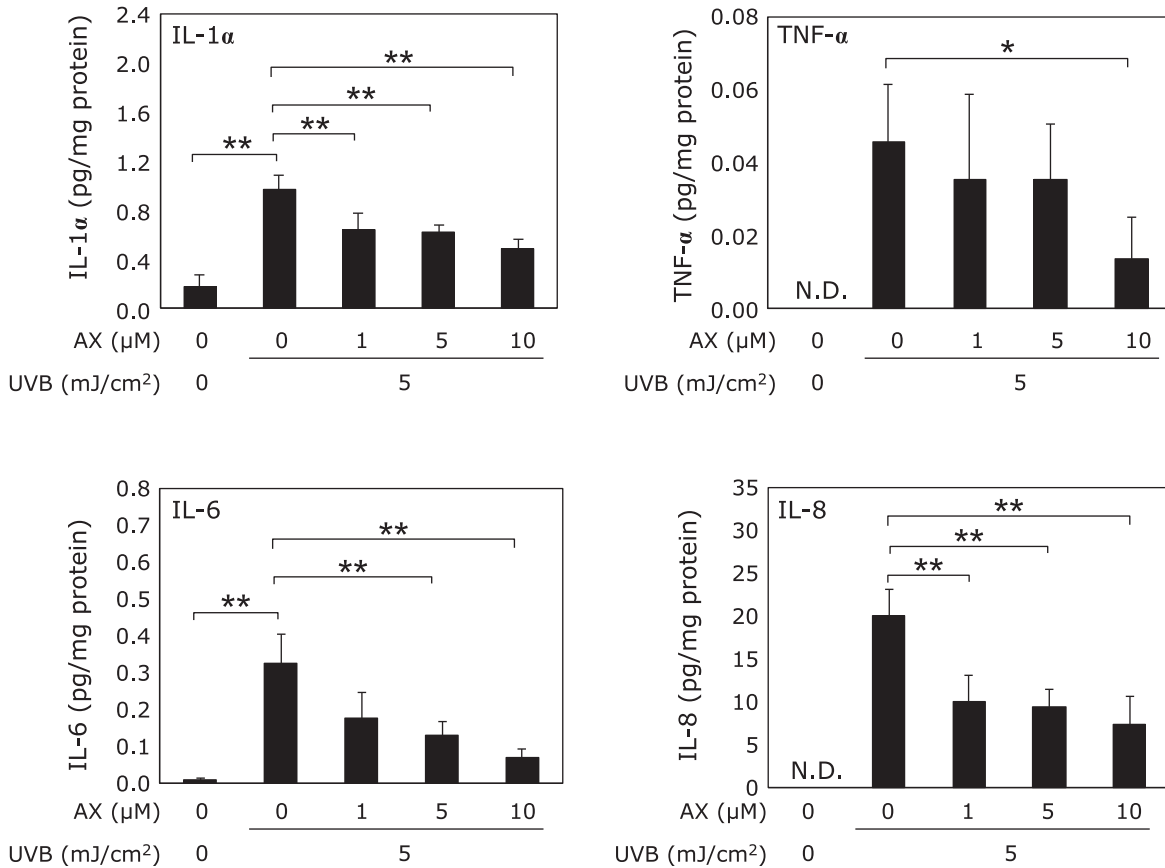 IL-1α
IL-1α (pg/mg protein)
2.4
2.0
1.6
1.2
0.8
0.4
0.0
**
**
**
**
AX (µM) 0 0 1 5 10
UVB (mJ/cm²) 0 5
TNF-α
TNF-α (pg/mg protein)
0.08
0.06
0.04
0.02
0.00
*
N.D.
AX (µM) 0 0 1 5 10
UVB (mJ/cm²) 0 5
IL-6
IL-6 (pg/mg protein)
0.8
0.7
0.6
0.5
0.4
0.3
0.2
0.1
0.0
**
**
**
AX (µM) 0 0 1 5 10
UVB (mJ/cm²) 0 5
IL-8
IL-8 (pg/mg protein)
35
30
25
20
15
10
5
0
**
**
**
N.D.
AX (µM) 0 0 1 5 10
UVB (mJ/cm²) 0 5